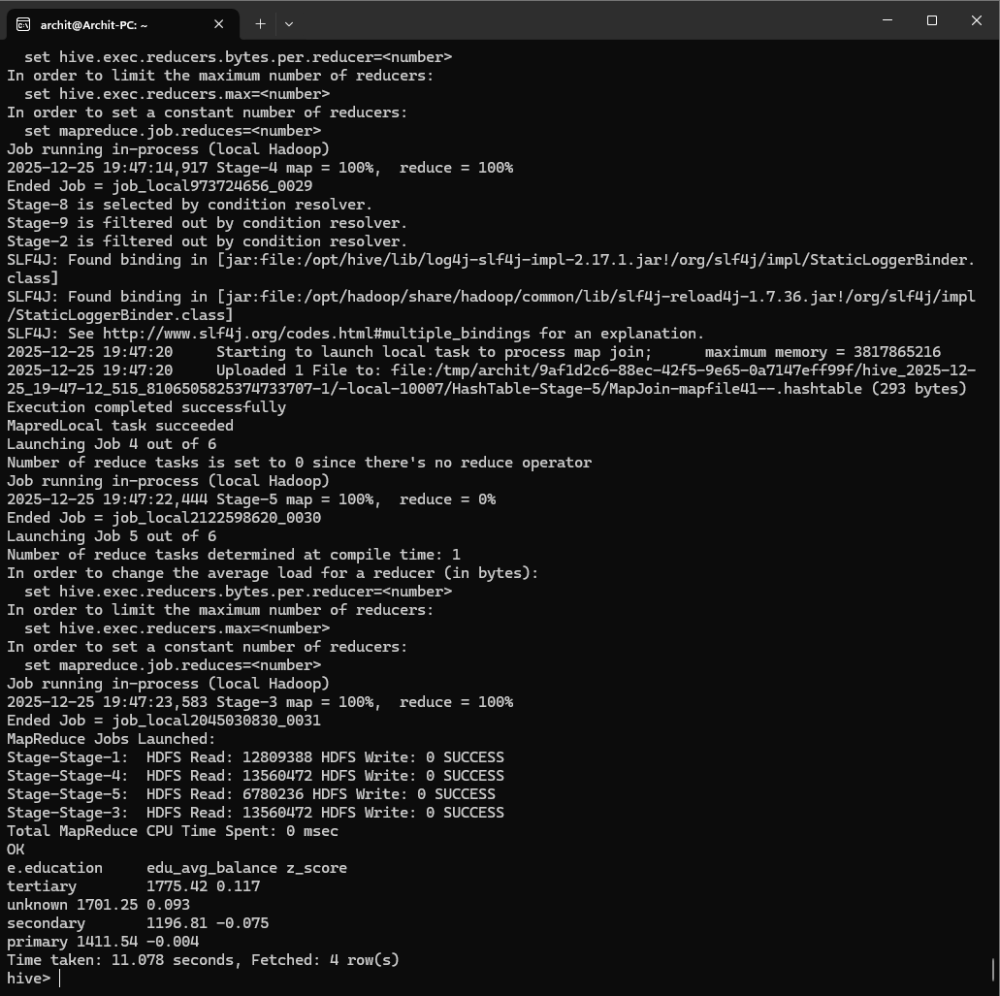 archit@Archit-PC: ~
  set hive.exec.reducers.bytes.per.reducer=<number>
In order to limit the maximum number of reducers:
  set hive.exec.reducers.max=<number>
In order to set a constant number of reducers:
  set mapreduce.job.reduces=<number>
Job running in-process (local Hadoop)
2025-12-25 19:47:14,917 Stage-4 map = 100%,  reduce = 100%
Ended Job = job_local973724656_0029
Stage-8 is selected by condition resolver.
Stage-9 is filtered out by condition resolver.
Stage-2 is filtered out by condition resolver.
SLF4J: Found binding in [jar:file:/opt/hive/lib/log4j-slf4j-impl-2.17.1.jar!/org/slf4j/impl/StaticLoggerBinder.
class]
SLF4J: Found binding in [jar:file:/opt/hadoop/share/hadoop/common/lib/slf4j-reload4j-1.7.36.jar!/org/slf4j/impl
/StaticLoggerBinder.class]
SLF4J: See http://www.slf4j.org/codes.html#multiple_bindings for an explanation.
2025-12-25 19:47:20     Starting to launch local task to process map join;      maximum memory = 3817865216
2025-12-25 19:47:20     Uploaded 1 File to: file:/tmp/archit/9af1d2c6-88ec-42f5-9e65-0a7147eff99f/hive_2025-12-
25_19-47-12_515_8106505825374733707-1/-local-10007/HashTable-Stage-5/MapJoin-mapfile41--.hashtable (293 bytes)
Execution completed successfully
MapredLocal task succeeded
Launching Job 4 out of 6
Number of reduce tasks is set to 0 since there's no reduce operator
Job running in-process (local Hadoop)
2025-12-25 19:47:22,444 Stage-5 map = 100%,  reduce = 0%
Ended Job = job_local2122598620_0030
Launching Job 5 out of 6
Number of reduce tasks determined at compile time: 1
In order to change the average load for a reducer (in bytes):
  set hive.exec.reducers.bytes.per.reducer=<number>
In order to limit the maximum number of reducers:
  set hive.exec.reducers.max=<number>
In order to set a constant number of reducers:
  set mapreduce.job.reduces=<number>
Job running in-process (local Hadoop)
2025-12-25 19:47:23,583 Stage-3 map = 100%,  reduce = 100%
Ended Job = job_local2045030830_0031
MapReduce Jobs Launched:
Stage-Stage-1:  HDFS Read: 12809388 HDFS Write: 0 SUCCESS
Stage-Stage-4:  HDFS Read: 13560472 HDFS Write: 0 SUCCESS
Stage-Stage-5:  HDFS Read: 6780236 HDFS Write: 0 SUCCESS
Stage-Stage-3:  HDFS Read: 13560472 HDFS Write: 0 SUCCESS
Total MapReduce CPU Time Spent: 0 msec
OK
e.education     edu_avg_balance z_score
tertiary        1775.42 0.117
unknown 1701.25 0.093
secondary       1196.81 -0.075
primary 1411.54 -0.004
Time taken: 11.078 seconds, Fetched: 4 row(s)
hive>